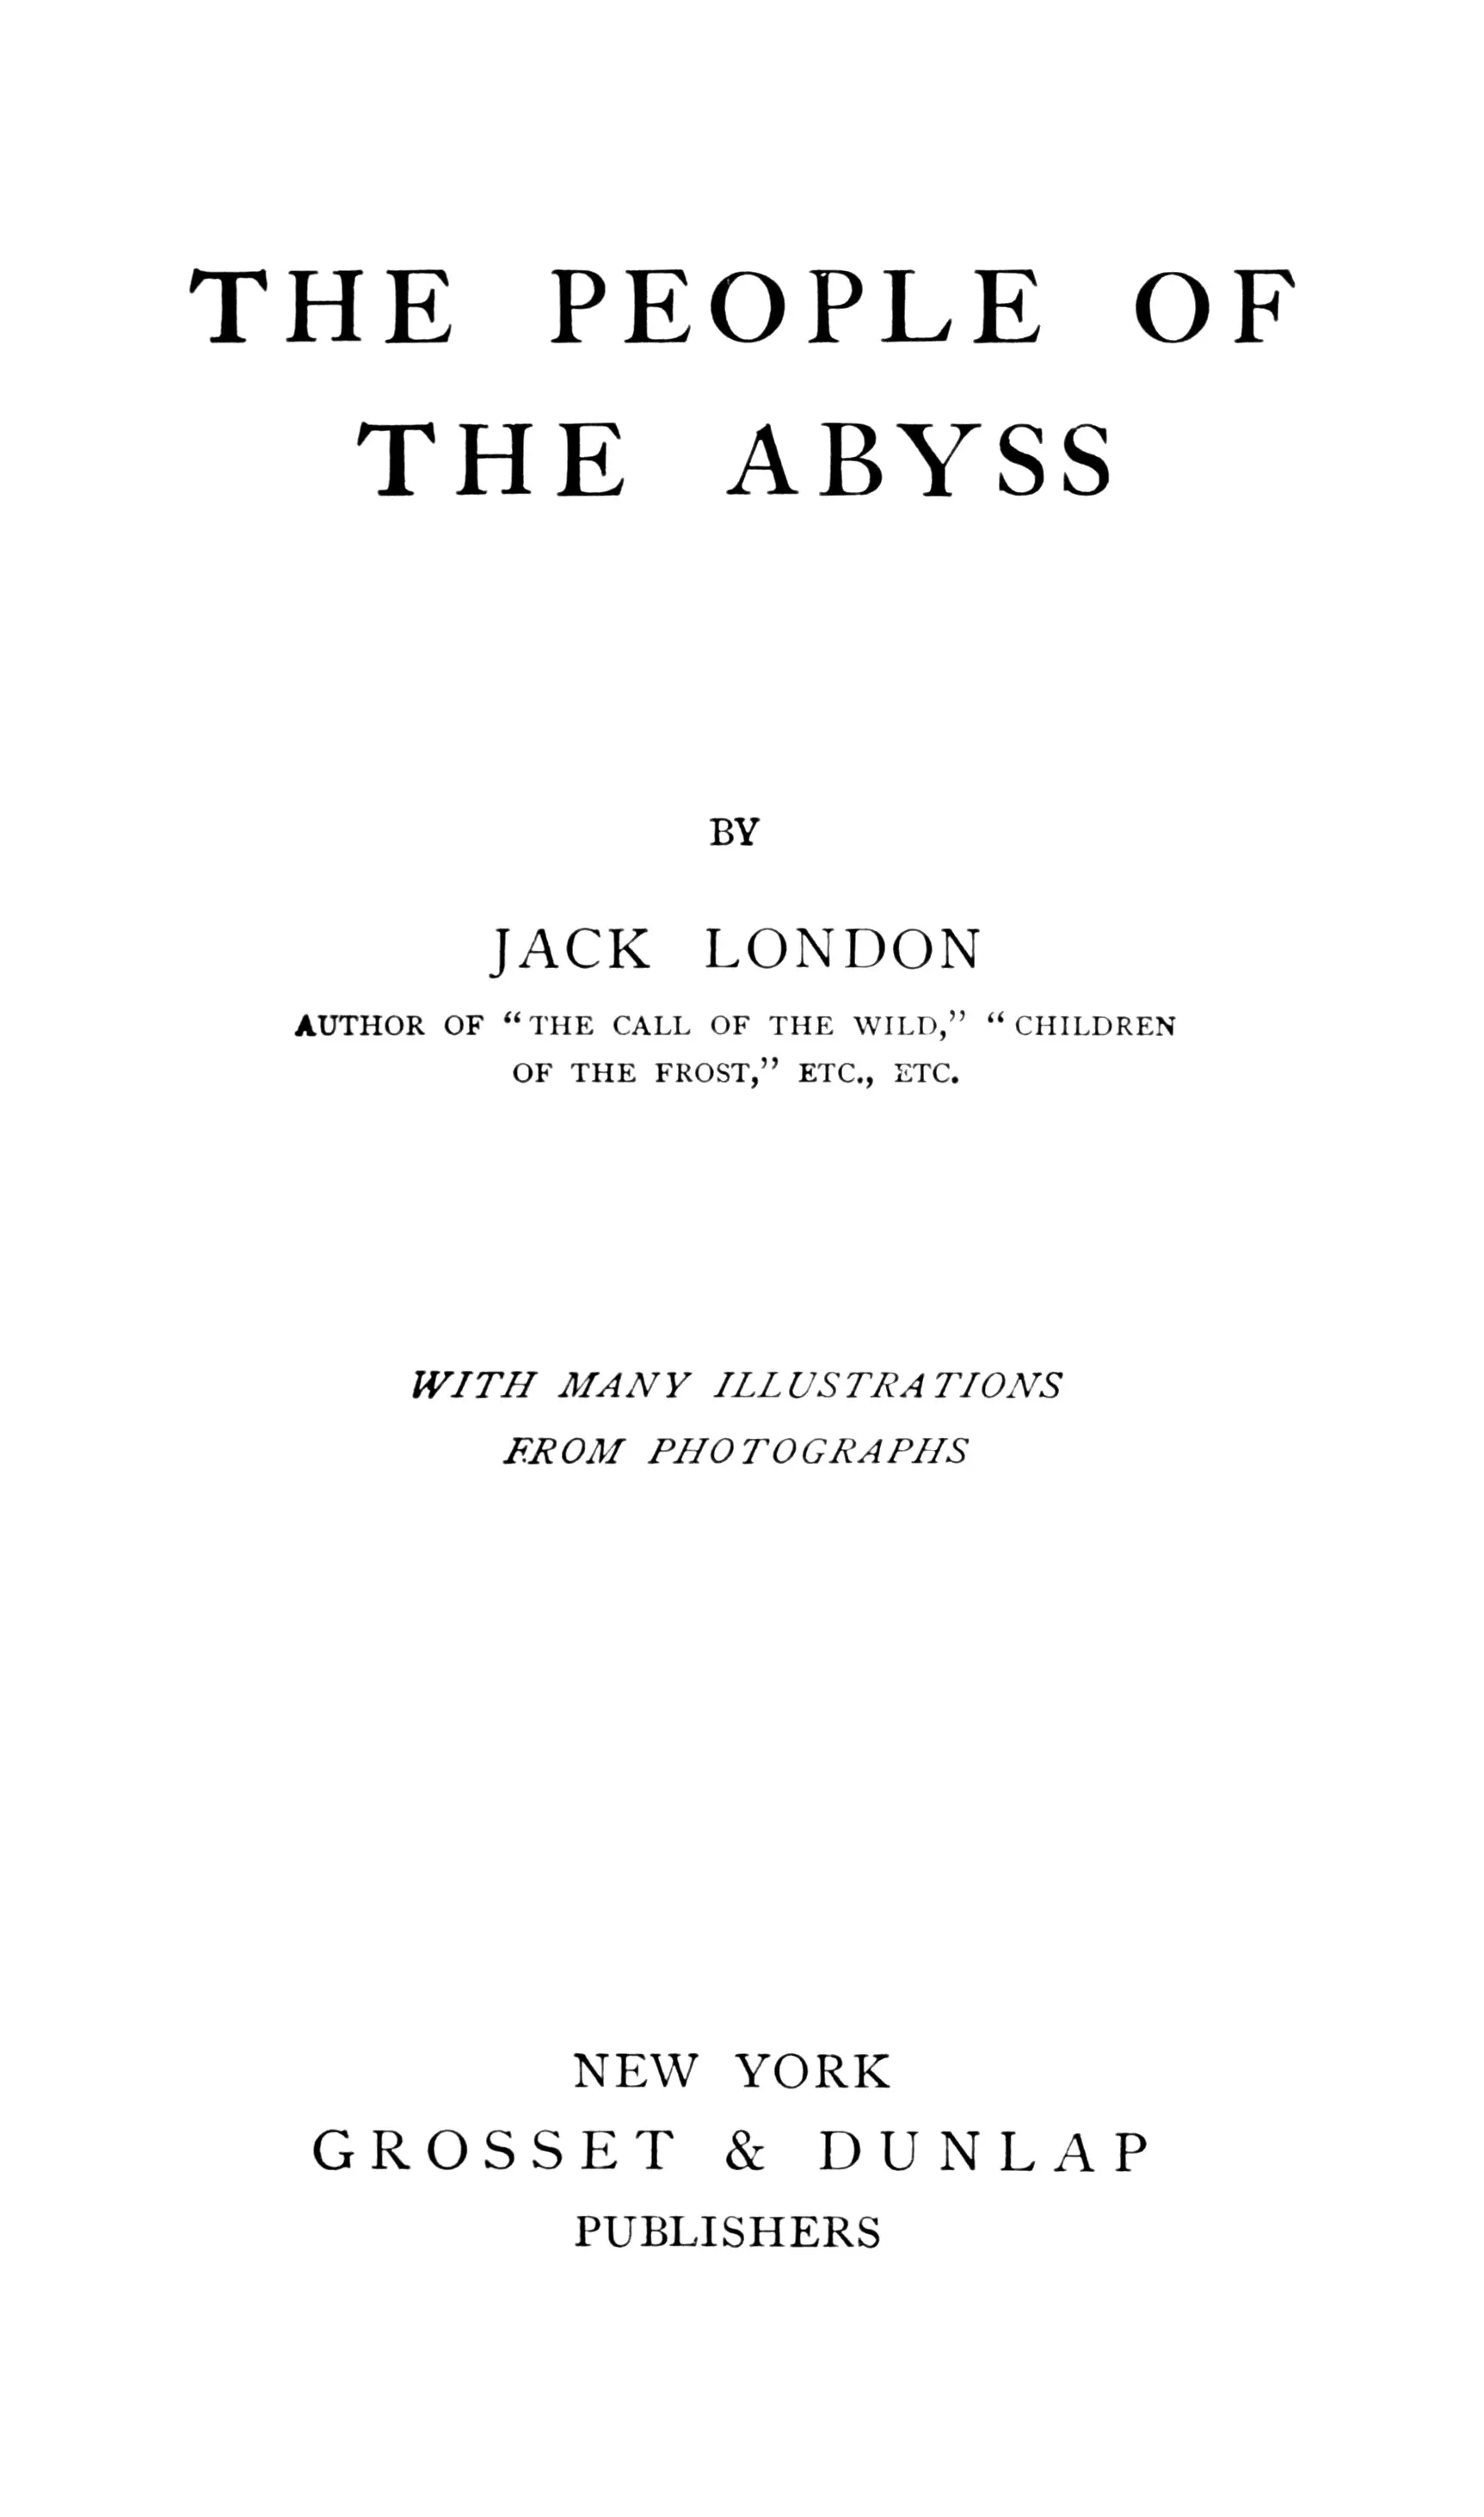 THE PEOPLE OF
THE ABYSS
BY
JACK LONDON
AUTHOR OF “THE CALL OF THE WILD,” “CHILDREN
OF THE FROST,” ETC., ETC.
WITH MANY ILLUSTRATIONS
FROM PHOTOGRAPHS
NEW YORK
GROSSET & DUNLAP
PUBLISHERS